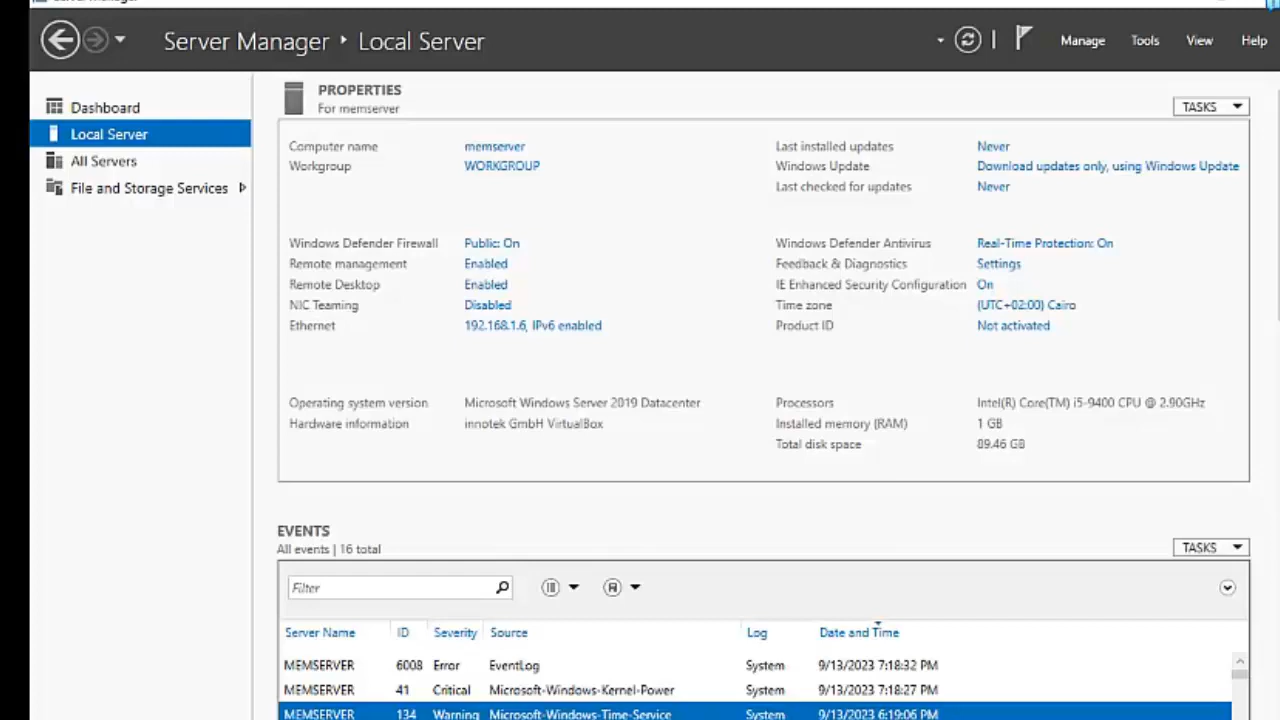 Server Manager
Server Manager ‣ Local Server
Manage Tools View Help
Dashboard
Local Server
All Servers
File and Storage Services
PROPERTIES
For memserver
TASKS
Computer name memserver Last installed updates Never
Workgroup WORKGROUP Windows Update Download updates only, using Windows Update
Last checked for updates Never
Windows Defender Firewall Public: On Windows Defender Antivirus Real-Time Protection: On
Remote management Enabled Feedback & Diagnostics Settings
Remote Desktop Enabled IE Enhanced Security Configuration On
NIC Teaming Disabled Time zone (UTC+02:00) Cairo
Ethernet 192.168.1.6, IPv6 enabled Product ID Not activated
Operating system version Microsoft Windows Server 2019 Datacenter Processors Intel(R) Core(TM) i5-9400 CPU @ 2.90GHz
Hardware information innotek GmbH VirtualBox Installed memory (RAM) 1 GB
Total disk space 89.46 GB
EVENTS
All events | 16 total
TASKS
Filter
Server Name ID Severity Source Log Date and Time
MEMSERVER 6008 Error EventLog System 9/13/2023 7:18:32 PM
MEMSERVER 41 Critical Microsoft-Windows-Kernel-Power System 9/13/2023 7:18:27 PM
MEMSERVER 134 Warning Microsoft-Windows-Time-Service System 9/13/2023 6:19:06 PM